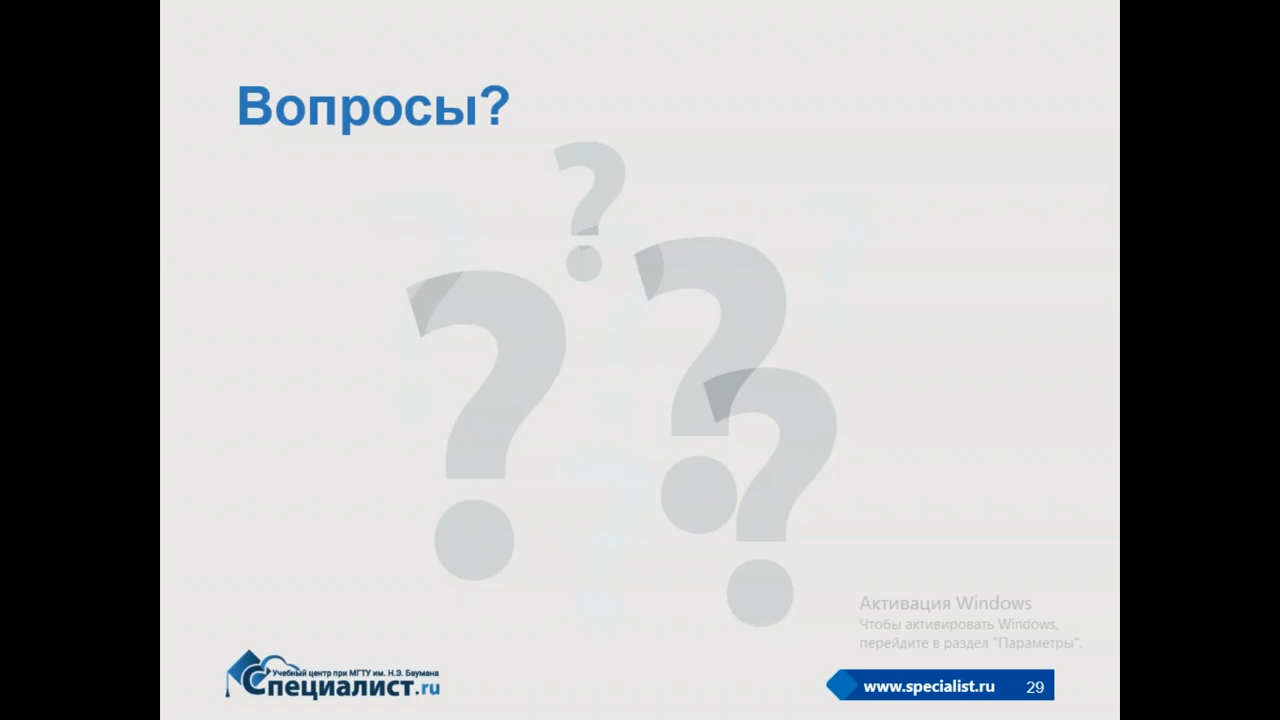 Вопросы?
Активация Windows
Чтобы активировать Windows,
перейдите в раздел "Параметры".
Учебный центр при МГТУ им. Н.Э. Баумана
Специалист.ru
www.specialist.ru 29